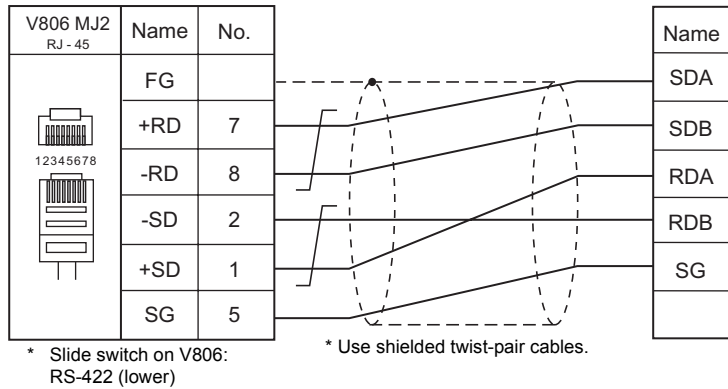 V806 MJ2 Name No. Name
RJ - 45
FG SDA
+RD 7 SDB
12345678
-RD 8 RDA
-SD 2 RDB
+SD 1 SG
SG 5
* Slide switch on V806:
RS-422 (lower)
* Use shielded twist-pair cables.